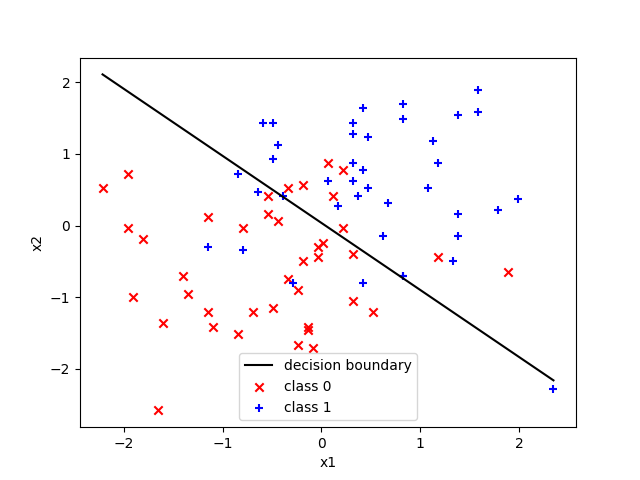 2
1
0
−1
−2
x2
decision boundary
class 0
class 1
−2 −1 0 1 2
x1